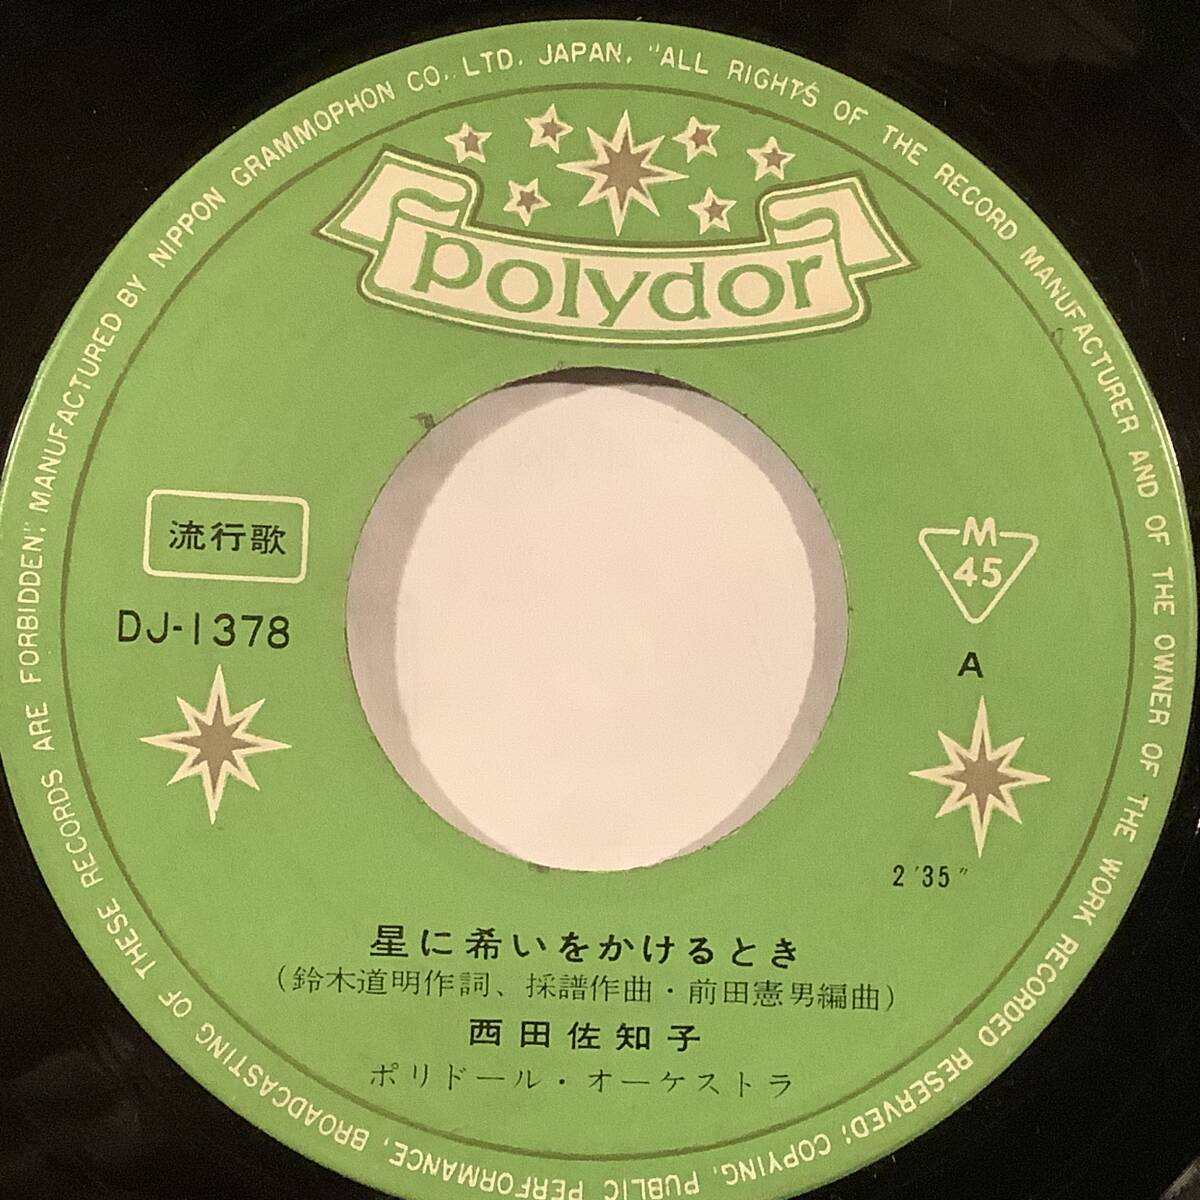 MANUFACTURED BY NIPPON GRAMMOPHON CO., LTD. JAPAN. "ALL RIGHTS OF THE RECORD MANUFACTURER AND OF THE OWNER OF THE WORK RECORDED RESERVED; COPYING, PUBLIC PERFORMANCE, BROADCASTING OF THESE RECORDS ARE FORBIDDEN";
polydor
流行歌
DJ-1378
M
45
A
2'35"
星に希いをかけるとき
(鈴木道明作詞、採譜作曲・前田憲男編曲)
西田佐知子
ポリドール・オーケストラ